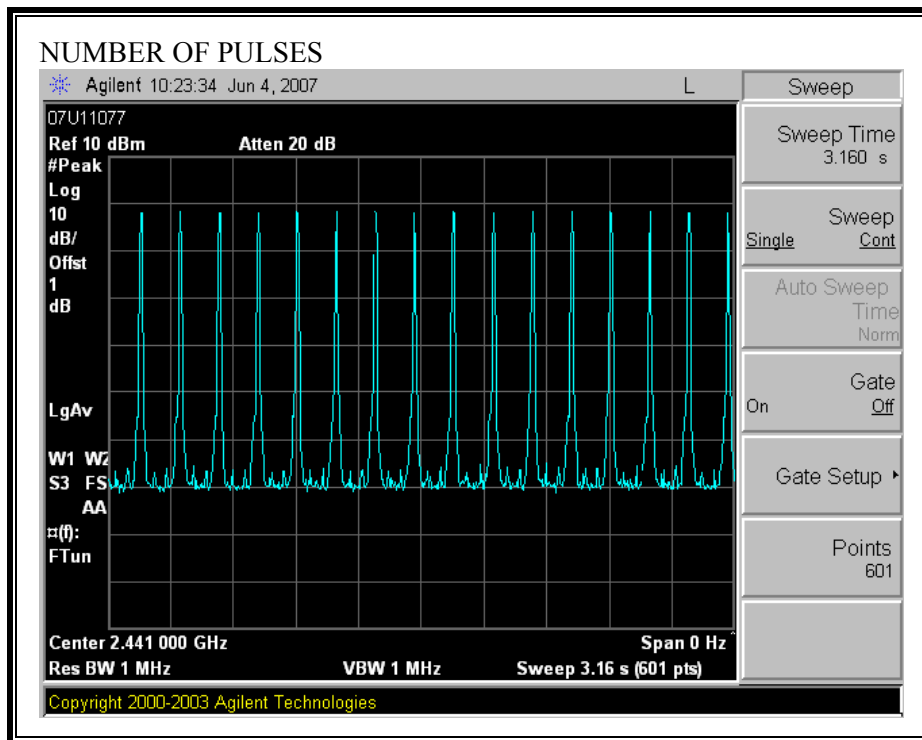 NUMBER OF PULSES
Agilent 10:23:34 Jun 4, 2007 L
07U11077
Ref 10 dBm Atten 20 dB
#Peak
Log
10
dB/
Offst
1
dB
LgAv
W1 W2
S3 FS
AA
¤(f):
FTun
Center 2.441 000 GHz Span 0 Hz^
Res BW 1 MHz VBW 1 MHz Sweep 3.16 s (601 pts)
Copyright 2000-2003 Agilent Technologies
Sweep
Sweep Time
3.160 s
Sweep
Single Cont
Auto Sweep
Time
Norm
Gate
On Off
Gate Setup
Points
601